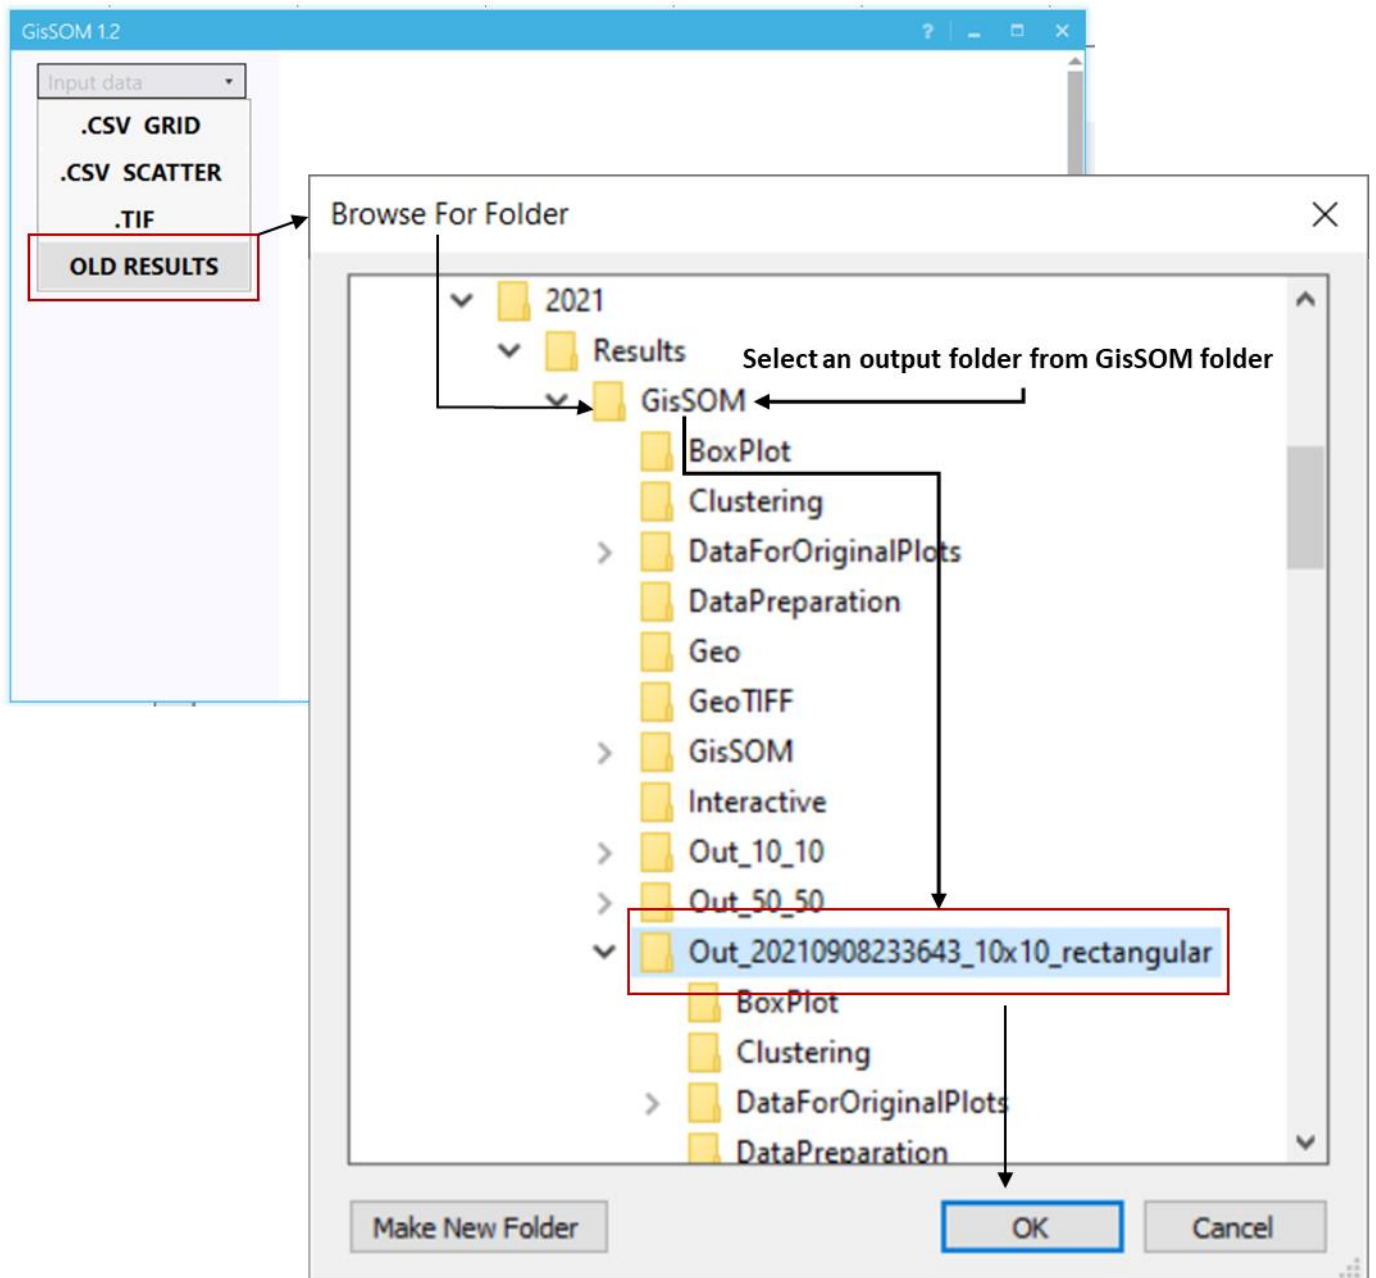 GisSOM 1.2
?
Input data
.CSV GRID
.CSV SCATTER
.TIF
OLD RESULTS
Browse For Folder
2021
Results
Select an output folder from GisSOM folder
GisSOM
BoxPlot
Clustering
DataForOriginalPlots
DataPreparation
Geo
GeoTIFF
GisSOM
Interactive
Out_10_10
Out_50_50
Out_20210908233643_10x10_rectangular
BoxPlot
Clustering
DataForOriginalPlots
DataPreparation
Make New Folder
OK
Cancel